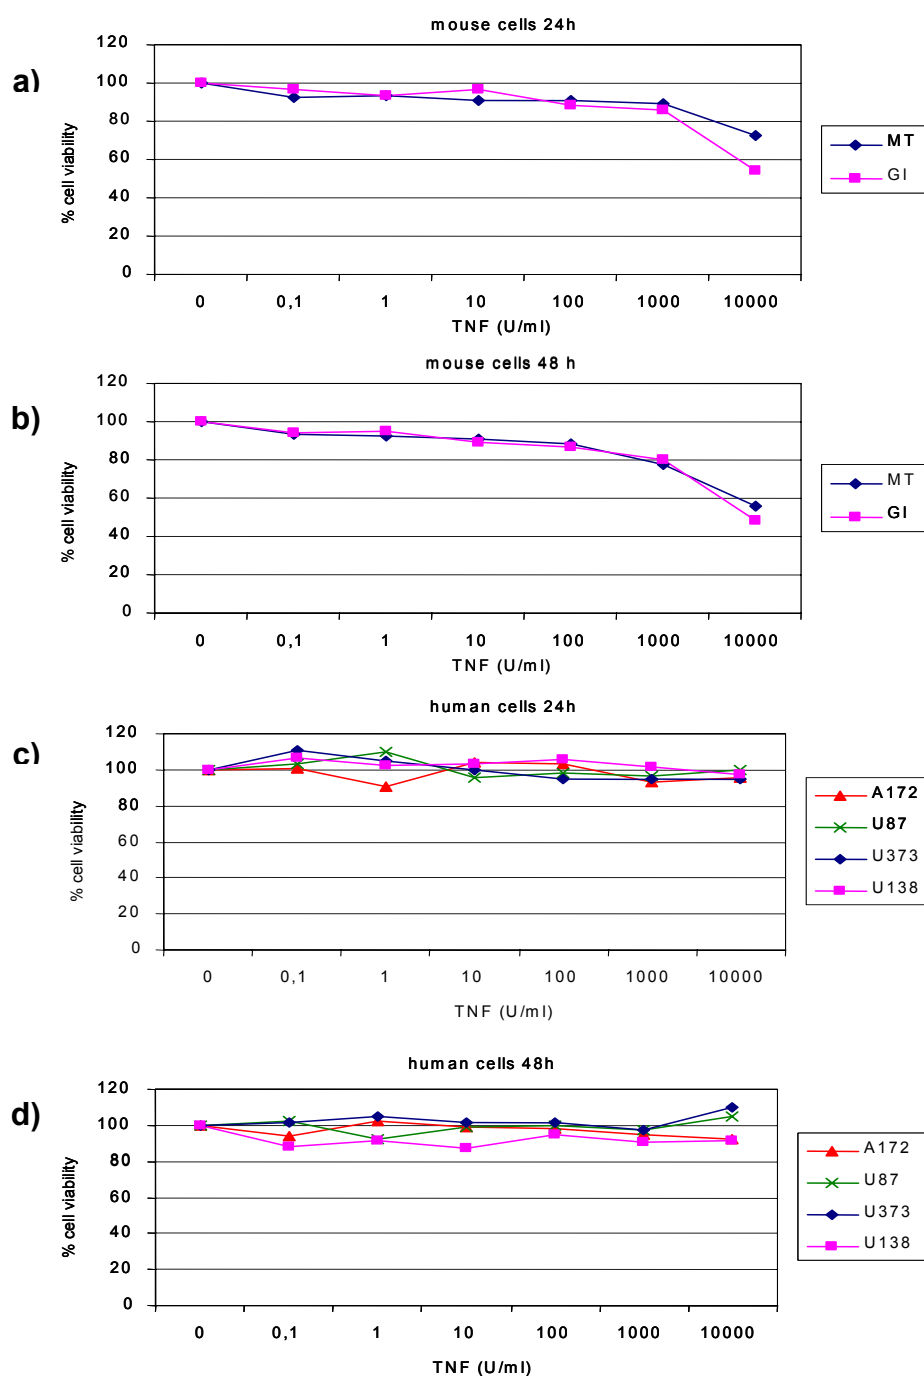 mouse cells 24h
a)
120
100
80
60
40
20
0
% cell viability
0 0,1 1 10 100 1000 10000
TNF (U/ml)
MT
GI
mouse cells 48 h
b)
120
100
80
60
40
20
0
% cell viability
0 0,1 1 10 100 1000 10000
TNF (U/ml)
MT
GI
human cells 24h
c)
120
100
80
60
40
20
0
% cell viability
0 0,1 1 10 100 1000 10000
TNF (U/ml)
A172
U87
U373
U138
human cells 48h
d)
120
100
80
60
40
20
0
% cell viability
0 0,1 1 10 100 1000 10000
TNF (U/ml)
A172
U87
U373
U138